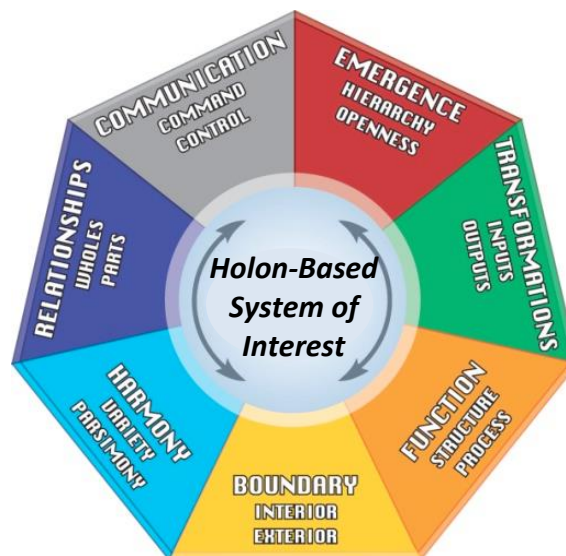 COMMUNICATION
COMMAND
CONTROL
EMERGENCE
HIERARCHY
OPENNESS
TRANSFORMATIONS
INPUTS
OUTPUTS
FUNCTION
STRUCTURE
PROCESS
BOUNDARY
INTERIOR
EXTERIOR
HARMONY
VARIETY
PARSIMONY
RELATIONSHIPS
WHOLES
PARTS
Holon-Based
System of
Interest